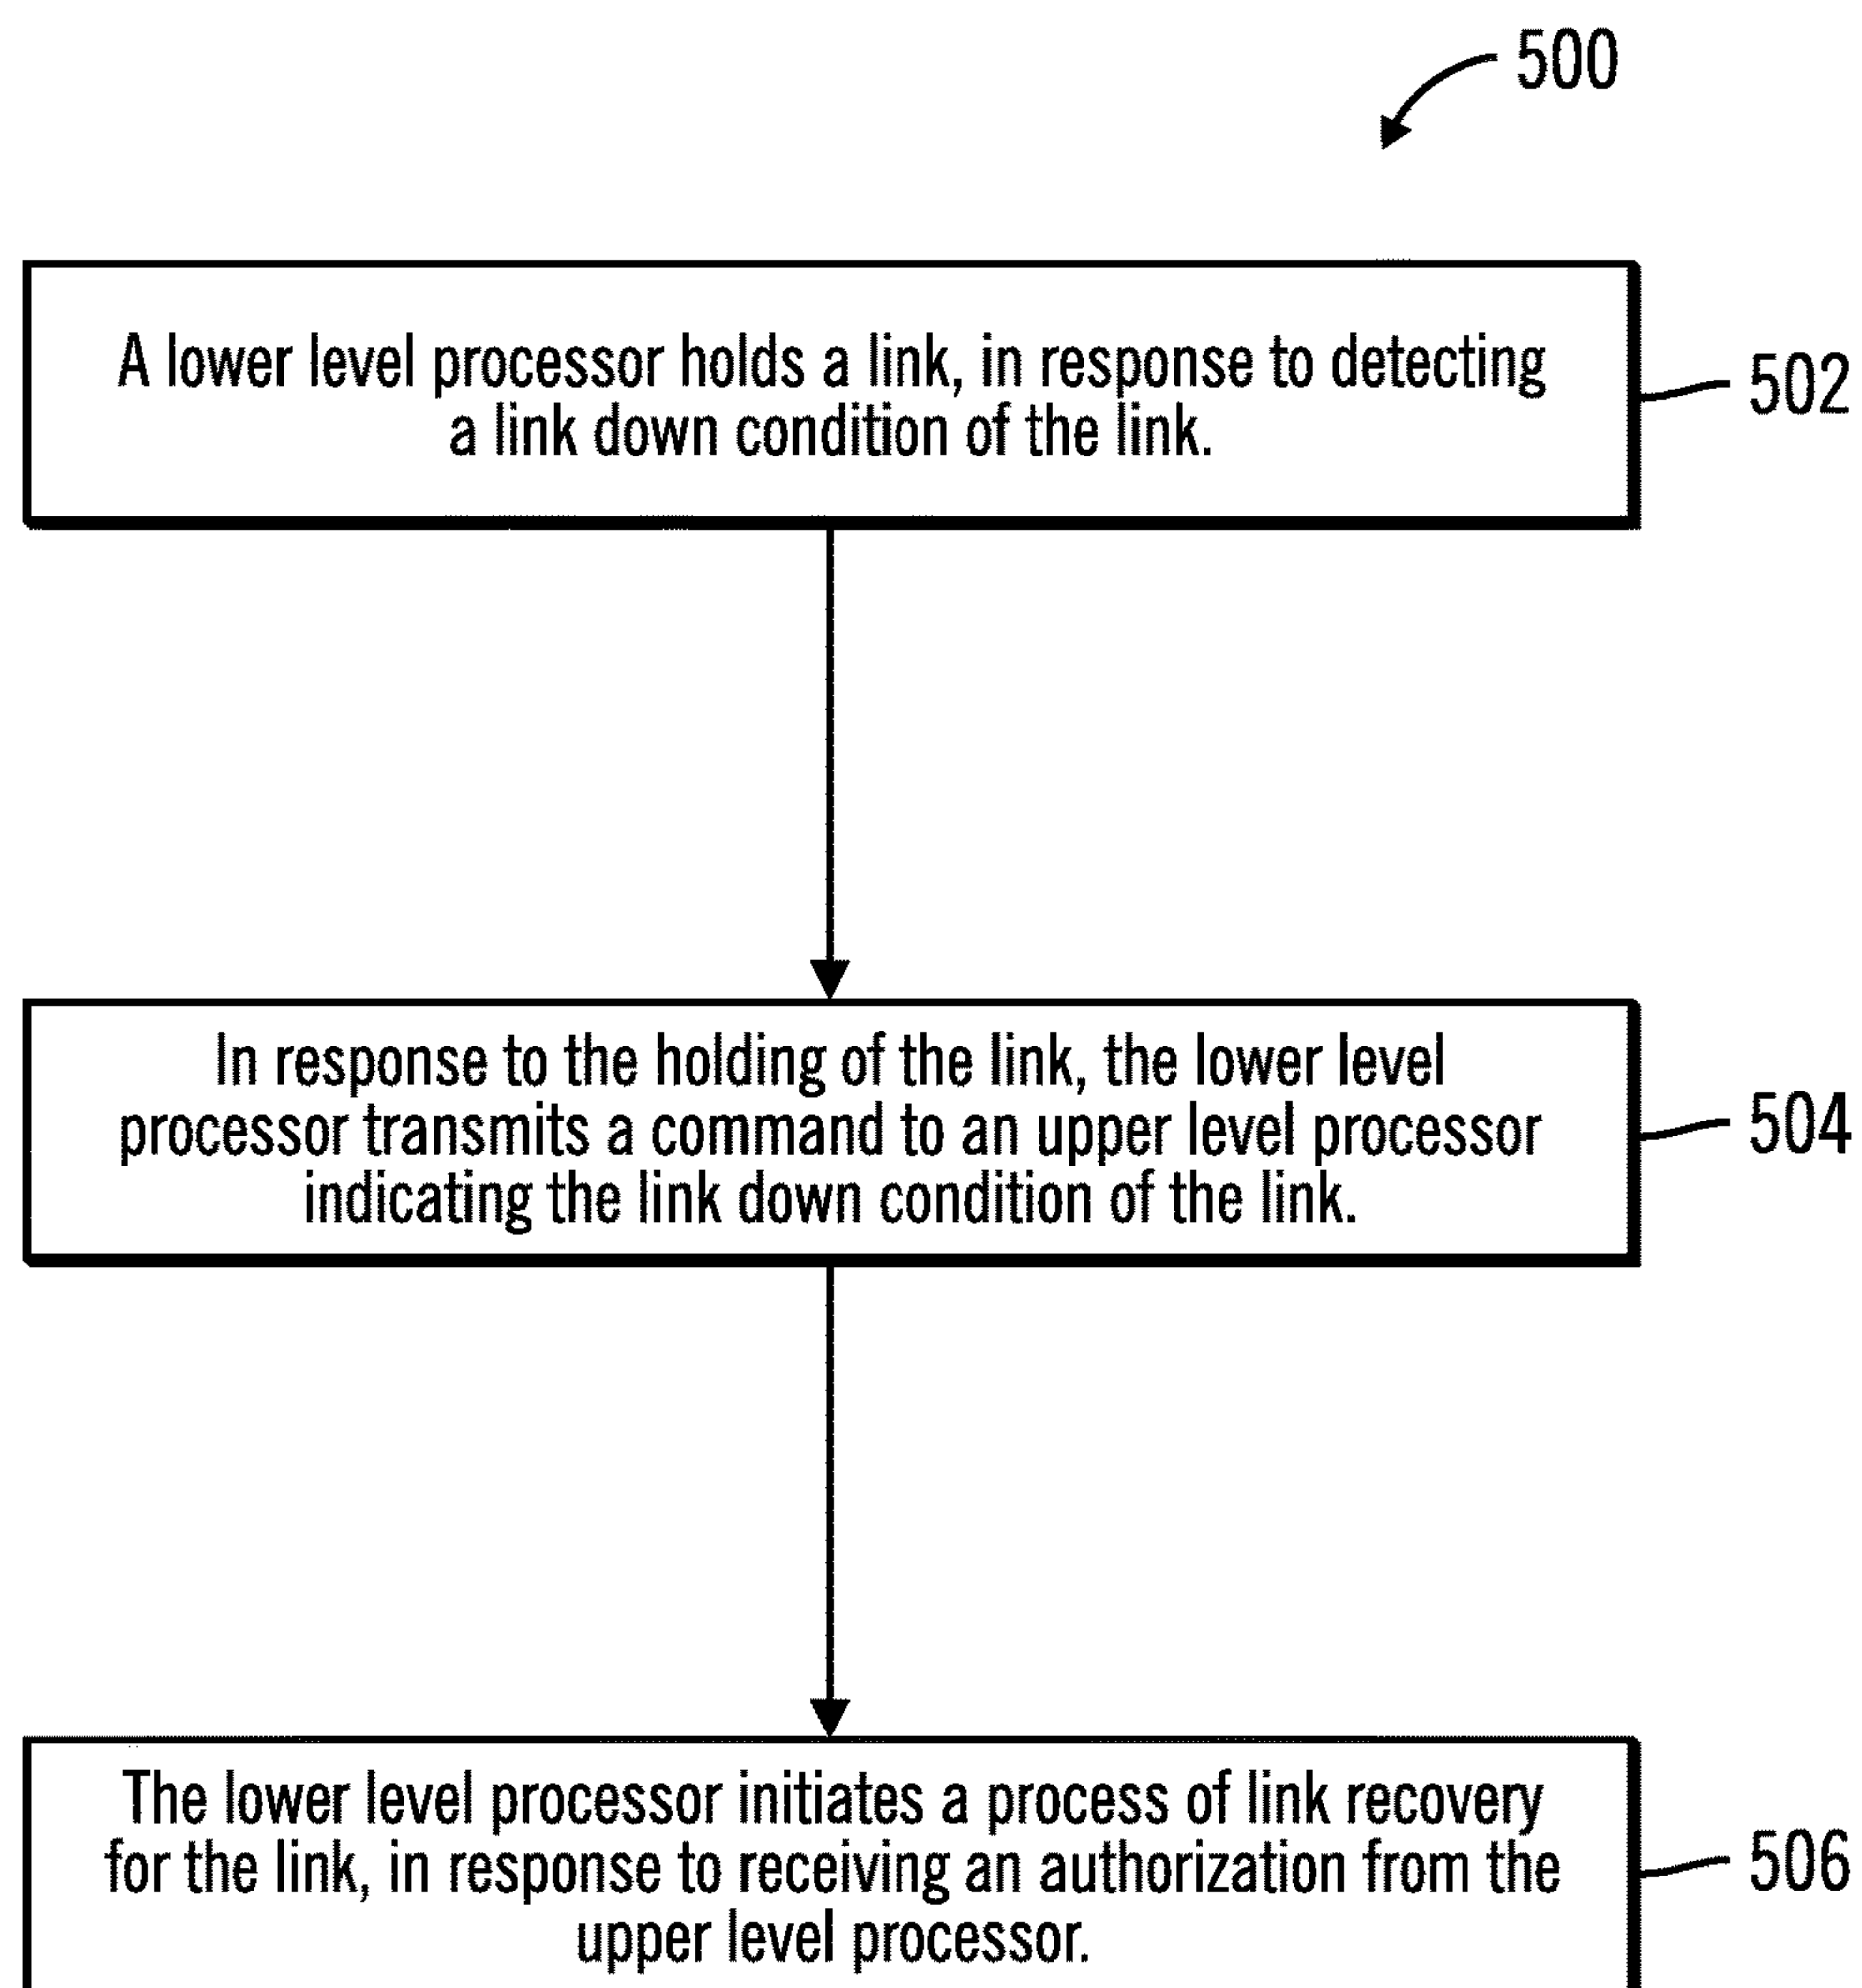 500
A lower level processor holds a link, in response to detecting
a link down condition of the link.
502
In response to the holding of the link, the lower level
processor transmits a command to an upper level processor
indicating the link down condition of the link.
504
The lower level processor initiates a process of link recovery
for the link, in response to receiving an authorization from the
upper level processor.
506